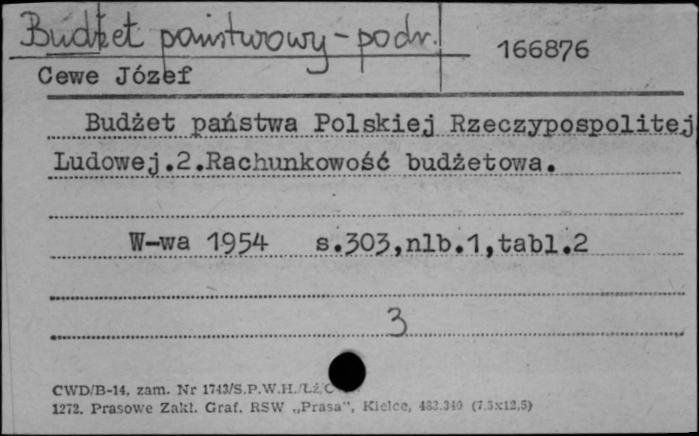 Budżet państwowy - podr.
166876
Cewe Józef
Budżet państwa Polskiej Rzeczypospolitej
Ludowej.2.Rachunkowość budżetowa.
W-wa 1954 s.303,nlb.1,tabl.2
3
CWD/B-14, zam. Nr 1743/S.P.W.H./Łż/C
1272. Prasowe Zakł. Graf. RSW „Prasa", Kielce, 483.340 (7,5x12,5)